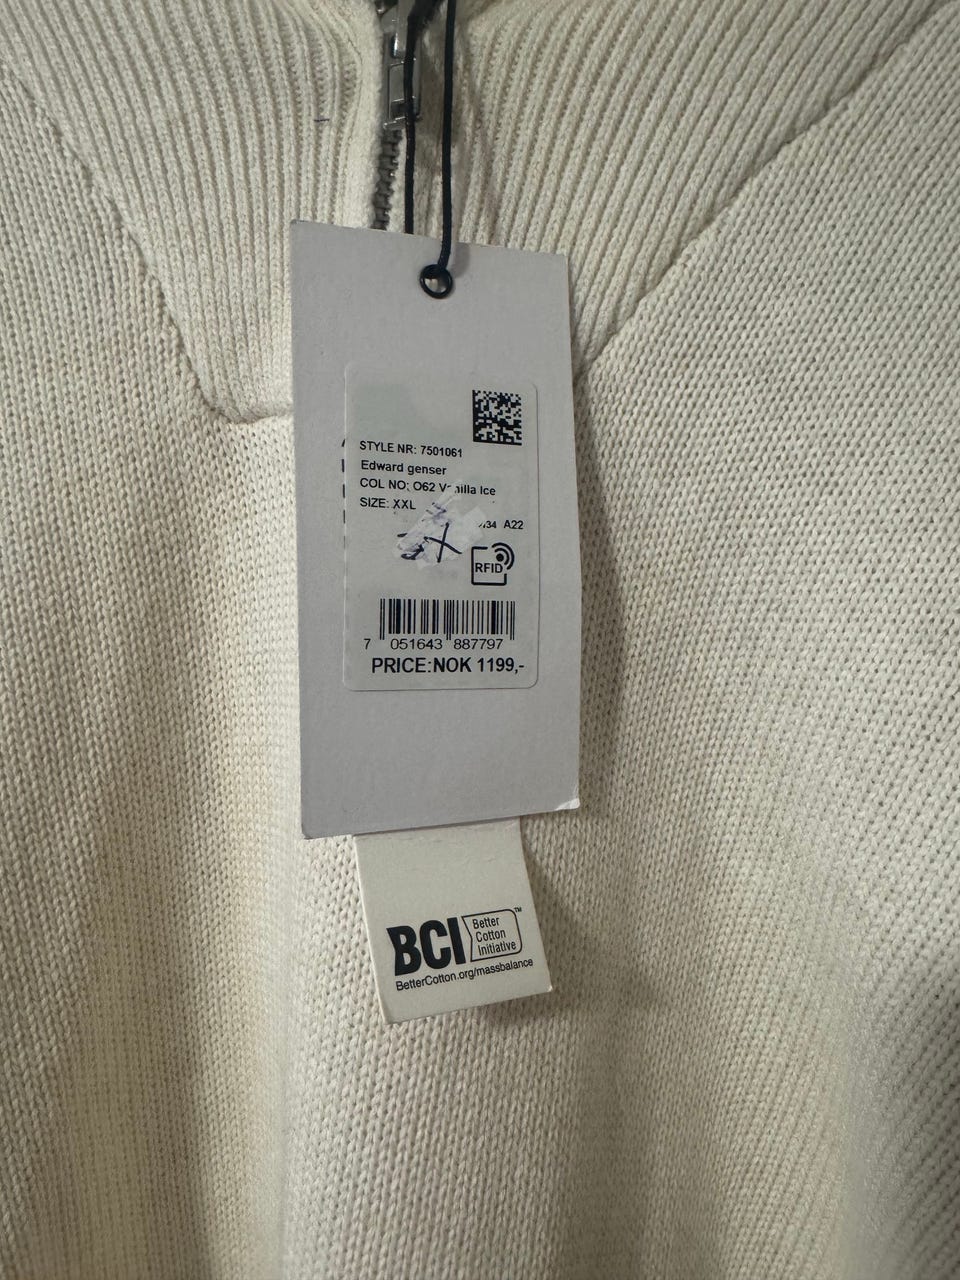 STYLE NR: 7501061
Edward genser
COL NO: O62 Vanilla Ice
SIZE: XXL
A22
X
RFID
7 051643 887797
PRICE:NOK 1199,-
BCI Better
Cotton
Initiative™
BetterCotton.org/massbalance